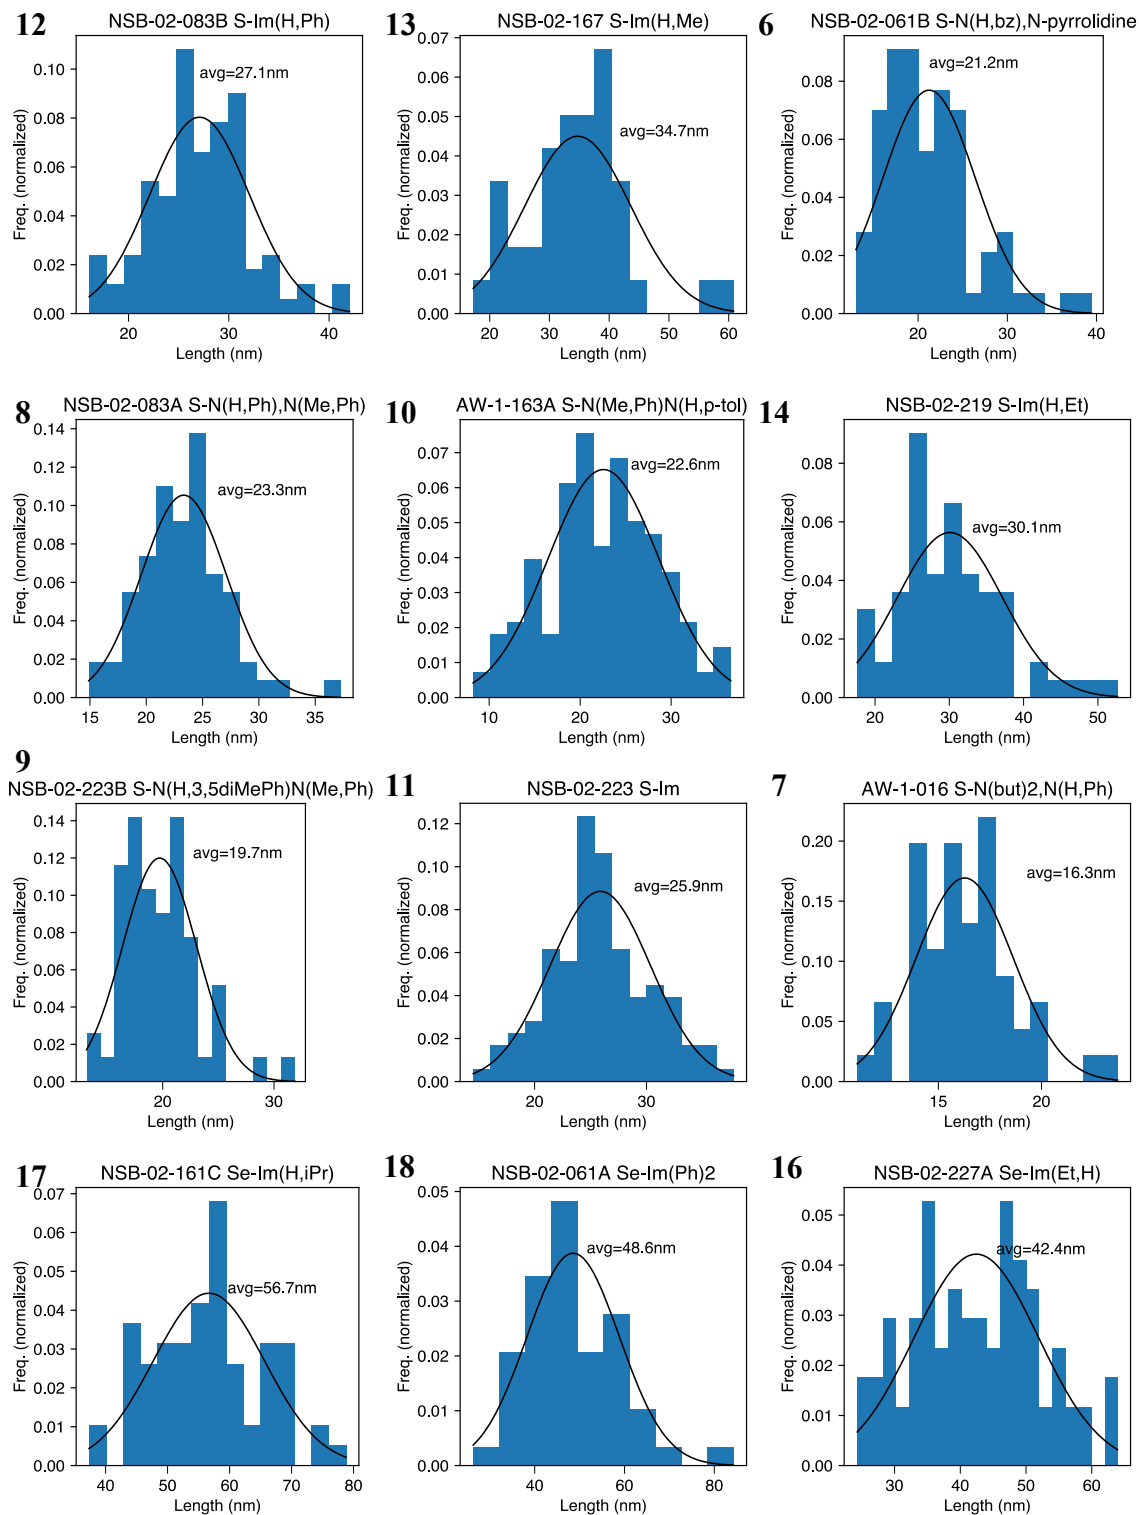 12
NSB-02-083B S-Im(H,Ph)
avg=27.1nm
Freq. (normalized)
0.10
0.08
0.06
0.04
0.02
0.00
20
30
40
Length (nm)
13
NSB-02-167 S-Im(H,Me)
avg=34.7nm
Freq. (normalized)
0.07
0.06
0.05
0.04
0.03
0.02
0.01
0.00
20
30
40
50
60
Length (nm)
6
NSB-02-061B S-N(H,bz),N-pyrrolidine
avg=21.2nm
Freq. (normalized)
0.08
0.06
0.04
0.02
0.00
20
30
40
Length (nm)
8
NSB-02-083A S-N(H,Ph),N(Me,Ph)
avg=23.3nm
Freq. (normalized)
0.14
0.12
0.10
0.08
0.06
0.04
0.02
0.00
15
20
25
30
35
Length (nm)
10
AW-1-163A S-N(Me,Ph)N(H,p-tol)
avg=22.6nm
Freq. (normalized)
0.07
0.06
0.05
0.04
0.03
0.02
0.01
0.00
10
20
30
Length (nm)
14
NSB-02-219 S-Im(H,Et)
avg=30.1nm
Freq. (normalized)
0.08
0.06
0.04
0.02
0.00
20
30
40
50
Length (nm)
9
NSB-02-223B S-N(H,3,5diMePh)N(Me,Ph)
avg=19.7nm
Freq. (normalized)
0.14
0.12
0.10
0.08
0.06
0.04
0.02
0.00
20
30
Length (nm)
11
NSB-02-223 S-Im
avg=25.9nm
Freq. (normalized)
0.12
0.10
0.08
0.06
0.04
0.02
0.00
20
30
Length (nm)
7
AW-1-016 S-N(but)2,N(H,Ph)
avg=16.3nm
Freq. (normalized)
0.20
0.15
0.10
0.05
0.00
15
20
Length (nm)
17
NSB-02-161C Se-Im(H,iPr)
avg=56.7nm
Freq. (normalized)
0.07
0.06
0.05
0.04
0.03
0.02
0.01
0.00
40
50
60
70
80
Length (nm)
18
NSB-02-061A Se-Im(Ph)2
avg=48.6nm
Freq. (normalized)
0.05
0.04
0.03
0.02
0.01
0.00
40
60
80
Length (nm)
16
NSB-02-227A Se-Im(Et,H)
avg=42.4nm
Freq. (normalized)
0.05
0.04
0.03
0.02
0.01
0.00
30
40
50
60
Length (nm)